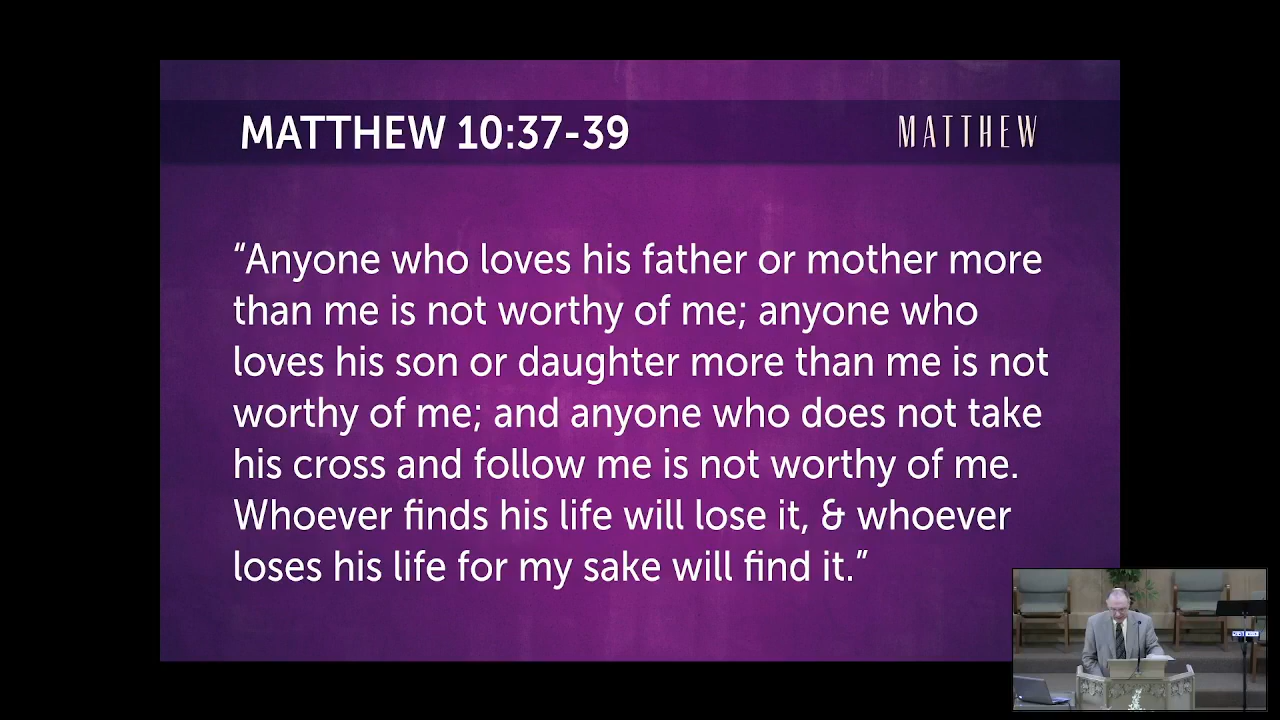 MATTHEW 10:37-39
MATTHEW
“Anyone who loves his father or mother more
than me is not worthy of me; anyone who
loves his son or daughter more than me is not
worthy of me; and anyone who does not take
his cross and follow me is not worthy of me.
Whoever finds his life will lose it, & whoever
loses his life for my sake will find it.”